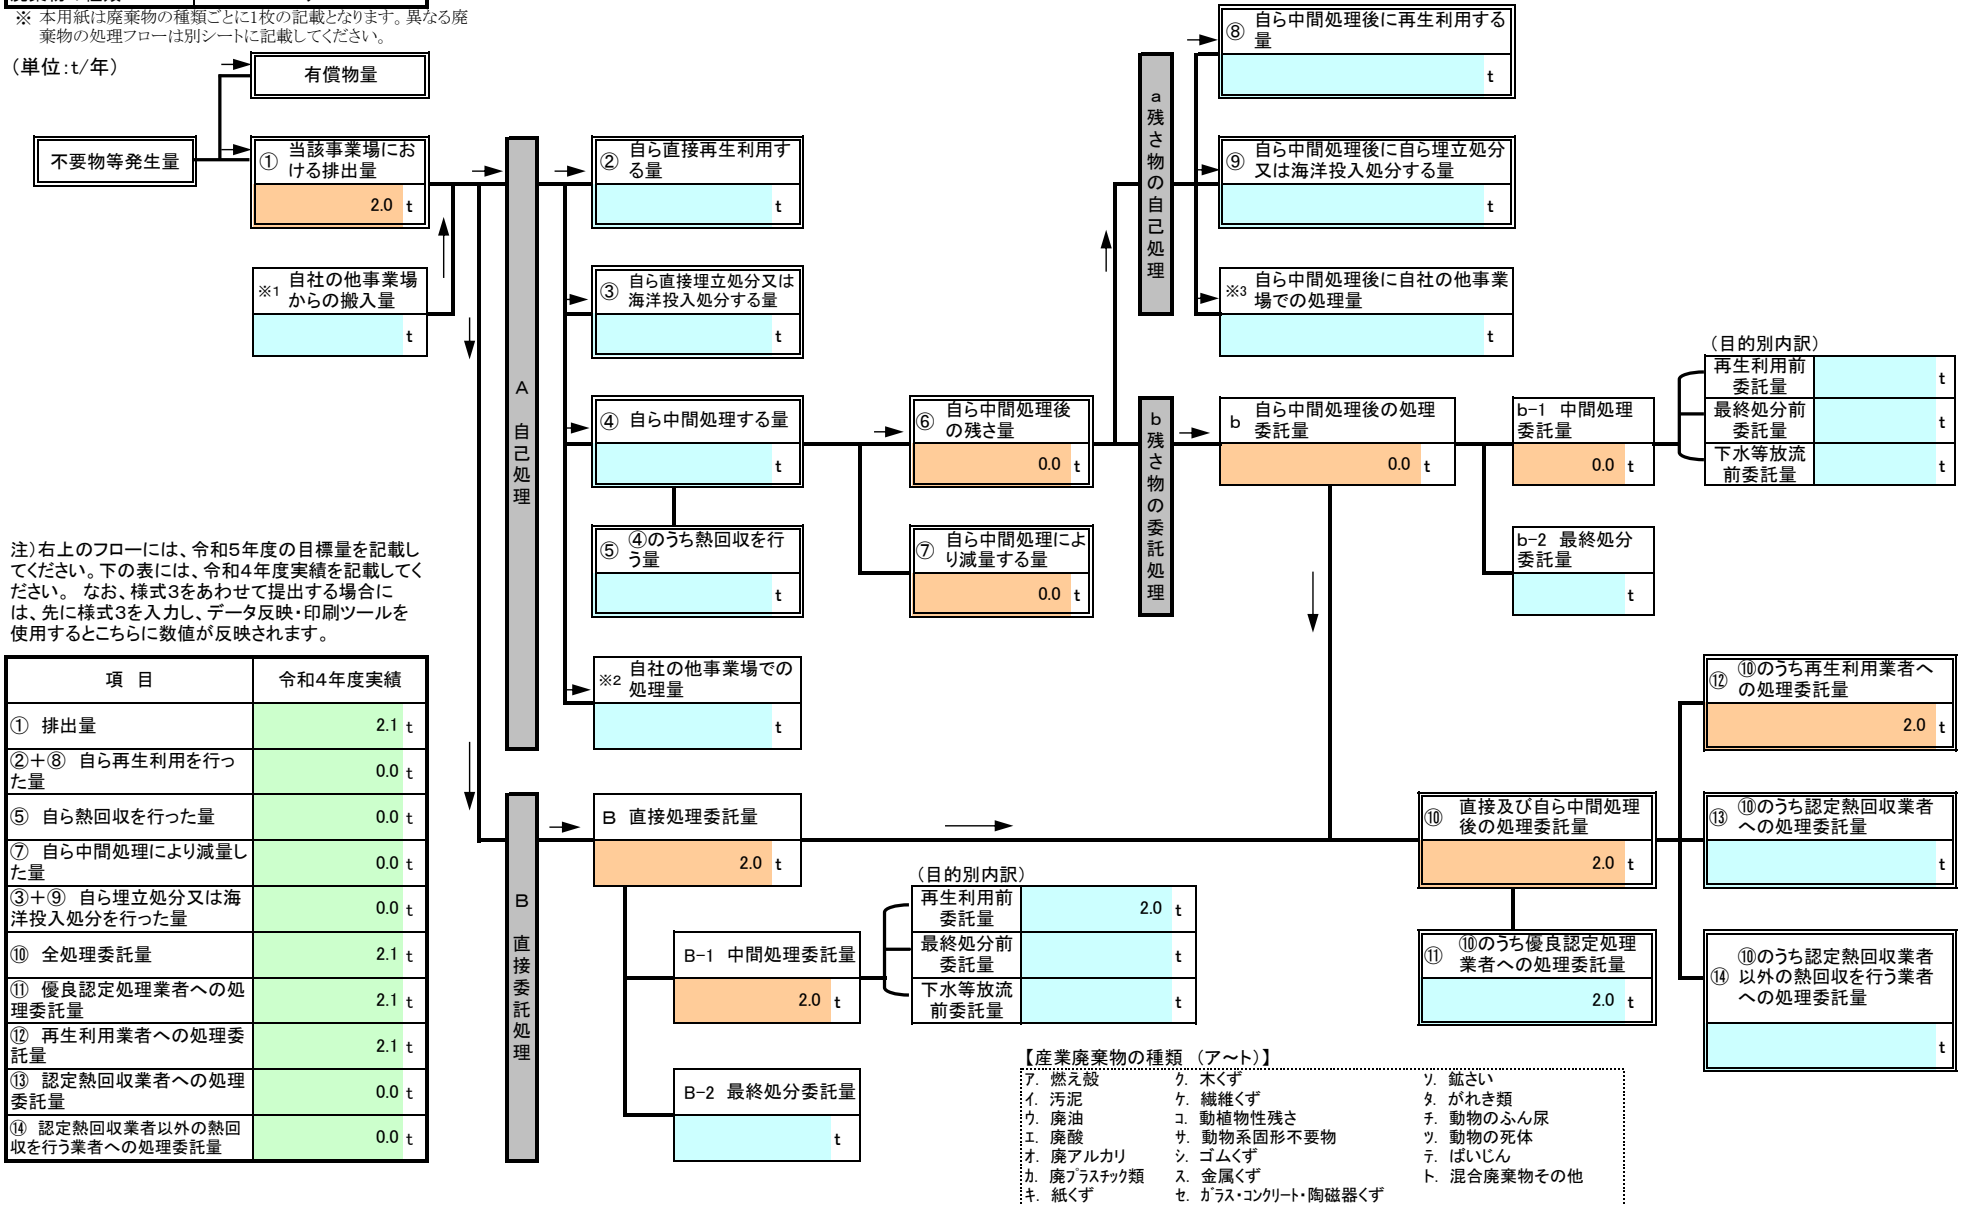 ※ 本用紙は廃棄物の種類ごとに1枚の記載となります。異なる廃
棄物の処理フローは別シートに記載してください。
(単位:t/年)
有償物量
不要物等発生量
① 当該事業場にお
ける排出量
2.0 t
※1 自社の他事業場
からの搬入量
t
A 自己処理
② 自ら直接再生利用す
る量
t
③ 自ら直接埋立処分又は
海洋投入処分する量
t
④ 自ら中間処理する量
t
⑤ ④のうち熱回収を行
う量
t
※2 自社の他事業場での
処理量
t
⑥ 自ら中間処理後
の残さ量
0.0 t
⑦ 自ら中間処理によ
り減量する量
0.0 t
a 残さ物の自己処理
⑧ 自ら中間処理後に再生利用する
量
t
⑨ 自ら中間処理後に自ら埋立処分
又は海洋投入処分する量
t
※3 自ら中間処理後に自社の他事業
場での処理量
t
b 残さ物の委託処理
b 自ら中間処理後の処理
委託量
0.0 t
b-1 中間処理
委託量
0.0 t
b-2 最終処分
委託量
t
(目的別内訳)
再生利用前
委託量
t
最終処分前
委託量
t
下水等放流
前委託量
t
注)右上のフローには、令和5年度の目標量を記載し
てください。下の表には、令和4年度実績を記載してく
ださい。 なお、様式3をあわせて提出する場合に
は、先に様式3を入力し、データ反映・印刷ツールを
使用するとこちらに数値が反映されます。
項 目 令和4年度実績
① 排出量 2.1 t
②+⑧ 自ら再生利用を行っ
た量
0.0 t
⑤ 自ら熱回収を行った量 0.0 t
⑦ 自ら中間処理により減量し
た量
0.0 t
③+⑨ 自ら埋立処分又は海
洋投入処分を行った量
0.0 t
⑩ 全処理委託量 2.1 t
⑪ 優良認定処理業者への処
理委託量
2.1 t
⑫ 再生利用業者への処理委
託量
2.1 t
⑬ 認定熱回収業者への処理
委託量
0.0 t
⑭ 認定熱回収業者以外の熱回
収を行う業者への処理委託量
0.0 t
B 直接委託処理
B 直接処理委託量
2.0 t
B-1 中間処理委託量
2.0 t
B-2 最終処分委託量
t
(目的別内訳)
再生利用前
委託量
2.0 t
最終処分前
委託量
t
下水等放流
前委託量
t
⑩ 直接及び自ら中間処理
後の処理委託量
2.0 t
⑪ ⑩のうち優良認定処理
業者への処理委託量
2.0 t
⑫ ⑩のうち再生利用業者へ
の処理委託量
2.0 t
⑬ ⑩のうち認定熱回収業者
への処理委託量
t
⑭ ⑩のうち認定熱回収業者
以外の熱回収を行う業者
への処理委託量
t
【産業廃棄物の種類 (ア~ト)】
ア. 燃え殻 ク. 木くず ソ. 鉱さい
イ. 汚泥 ケ. 繊維くず タ. がれき類
ウ. 廃油 コ. 動植物性残さ チ. 動物のふん尿
エ. 廃酸 サ. 動物系固形不要物 ツ. 動物の死体
オ. 廃アルカリ シ. ゴムくず テ. ばいじん
カ. 廃プラスチック類 ス. 金属くず ト. 混合廃棄物その他
キ. 紙くず セ. ガラス・コンクリート・陶磁器くず